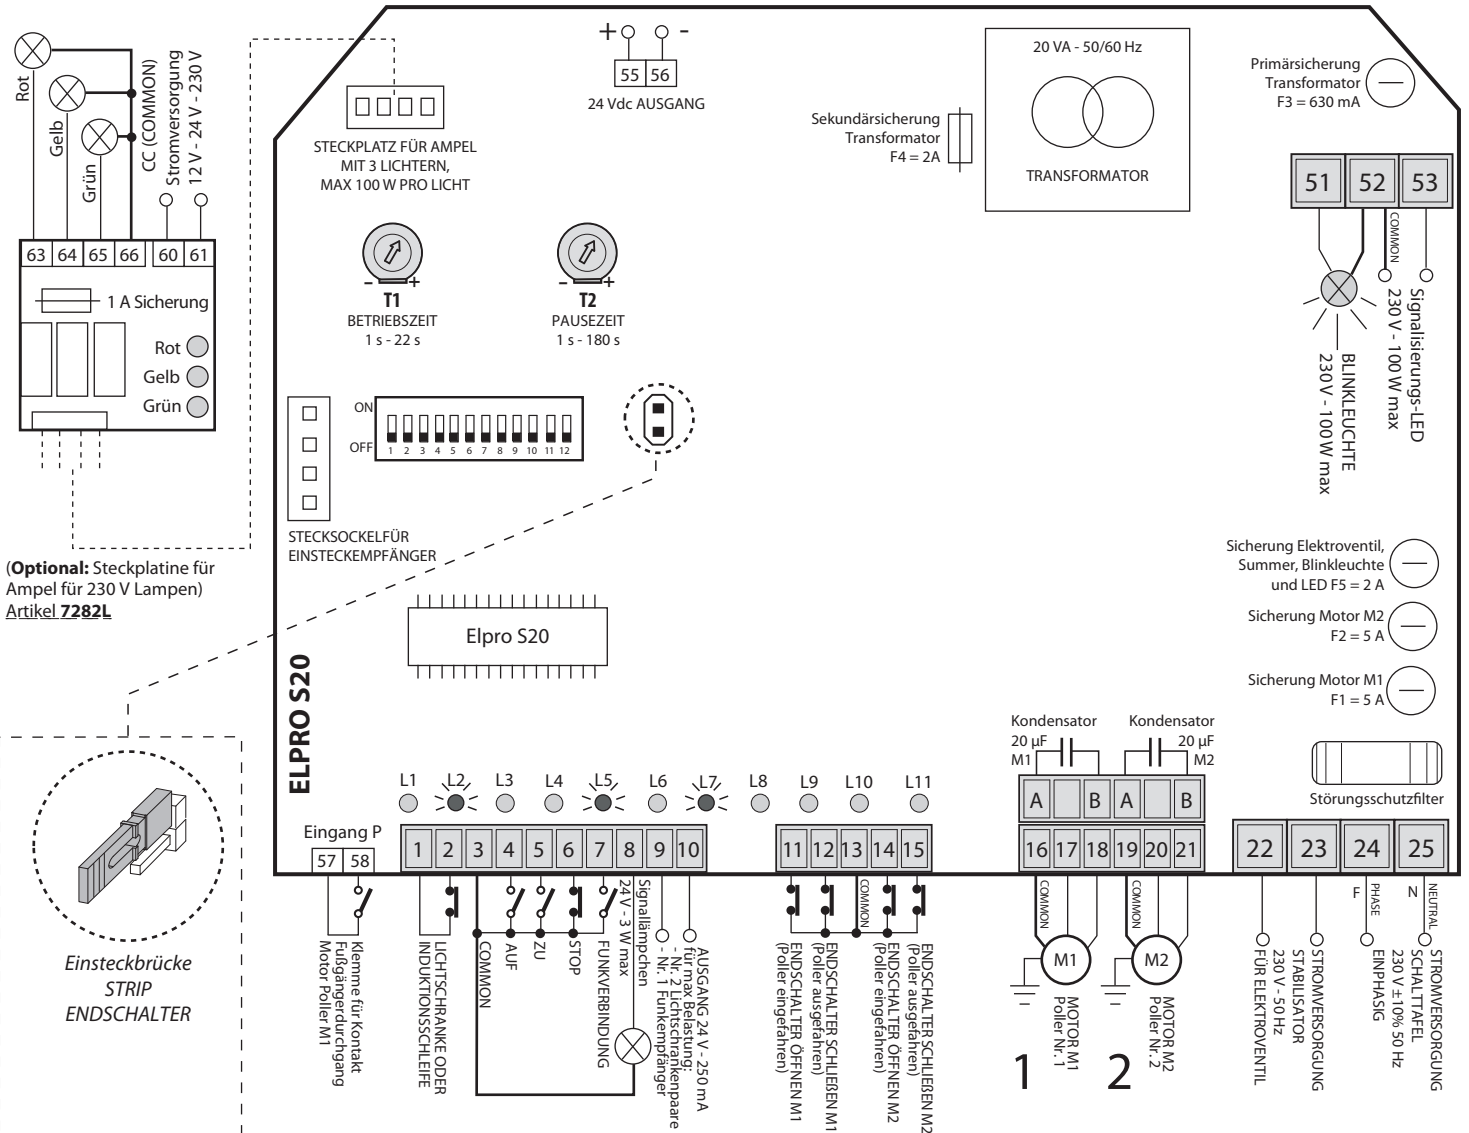 Rot
Gelb
Grün
CC (COMMON)
Stromversorgung
12 V - 24 V - 230 V
63 64 65 66 60 61
1 A Sicherung
Rot
Gelb
Grün
(Optional: Steckplatine für
Ampel für 230 V Lampen)
Artikel 7282L
STECKPLATZ FÜR AMPEL
MIT 3 LICHTERN,
MAX 100 W PRO LICHT
+ -
55 56
24 Vdc AUSGANG
20 VA - 50/60 Hz
TRANSFORMATOR
Sekundärsicherung
Transformator
F4 = 2A
Primärsicherung
Transformator
F3 = 630 mA
51 52 53
COMMON
BLINKLEUCHTE
230 V - 100 W max
Signalisierungs-LED
230 V - 100 W max
- +
T1
BETRIEBSZEIT
1 s - 22 s
- +
T2
PAUSEZEIT
1 s - 180 s
ON
OFF
1 2 3 4 5 6 7 8 9 10 11 12
STECKSOCKELFÜR
EINSTECKEMPFÄNGER
Elpro S20
ELPRO S20
Sicherung Elektroventil,
Summer, Blinkleuchte
und LED F5 = 2 A
Sicherung Motor M2
F2 = 5 A
Sicherung Motor M1
F1 = 5 A
Störungsschutzfilter
Einsteckbrücke
STRIP
ENDSCHALTER
L1 L2 L3 L4 L5 L6 L7 L8 L9 L10 L11
Eingang P
57 58
1 2 3 4 5 6 7 8 9 10
11 12 13 14 15
Kondensator
20 µF
M1
Kondensator
20 µF
M2
A B A B
16 17 18 19 20 21
22 23 24 25
Klemme für Kontakt
Fußgängerdurchgang
Motor Poller M1
LICHTSCHRANKE ODER
INDUKTIONSSCHLEIFE
COMMON
AUF
ZU
STOP
FUNKVERBINDUNG
Signallämpchen
24V - 3 W max
AUSGANG 24 V - 250 mA
für max Belastung:
- Nr. 2 Lichtschrankenpaare
- Nr. 1 Funkempfänger
COMMON
ENDSCHALTER ÖFFNEN M1
(Poller eingefahren)
ENDSCHALTER SCHLIEßEN M1
(Poller ausgefahren)
ENDSCHALTER ÖFFNEN M2
(Poller eingefahren)
ENDSCHALTER SCHLIEßEN M2
(Poller ausgefahren)
COMMON
M1
MOTOR M1
Poller Nr. 1
1
COMMON
M2
MOTOR M2
Poller Nr. 2
2
STROMVERSORGUNG
STABILISATOR
230 V - 50 Hz
FÜR ELEKTROVENTIL
F
PHASE
N
NEUTRAL
STROMVERSORGUNG
SCHALTTAFEL
230 V ±10% 50 Hz
EINPHASIG